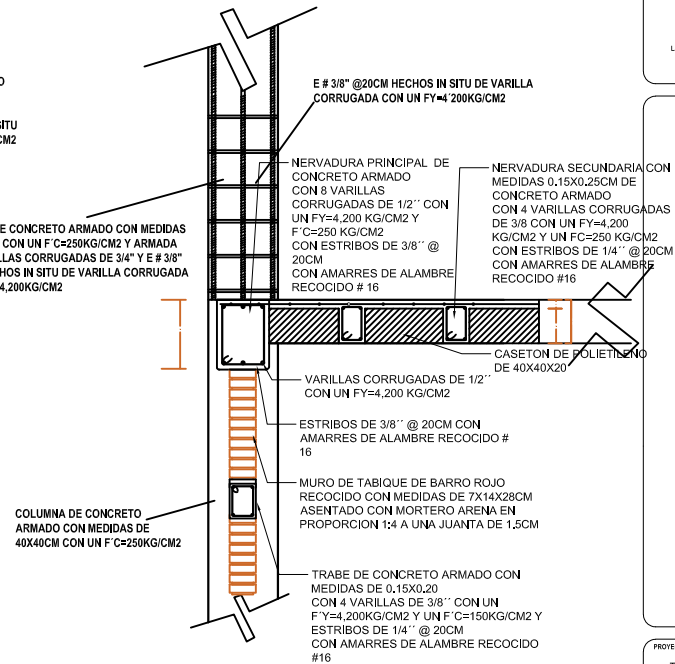 L
O
SITU
CM2
E # 3/8" @20CM HECHOS IN SITU DE VARILLA
CORRUGADA CON UN FY=4´200KG/CM2
E CONCRETO ARMADO CON MEDIDAS
CON UN F´C=250KG/CM2 Y ARMADA
LLAS CORRUGADAS DE 3/4" Y E # 3/8"
HOS IN SITU DE VARILLA CORRUGADA
4,200KG/CM2
NERVADURA PRINCIPAL DE
CONCRETO ARMADO
CON 8 VARILLAS
CORRUGADAS DE 1/2´´ CON
UN FY=4,200 KG/CM2 Y
F´C=250 KG/CM2
CON ESTRIBOS DE 3/8´´ @
20CM
CON AMARRES DE ALAMBRE
RECOCIDO # 16
NERVADURA SECUNDARIA CON
MEDIDAS 0.15X0.25CM DE
CONCRETO ARMADO
CON 4 VARILLAS CORRUGADAS
DE 3/8 CON UN FY=4,200
KG/CM2 Y UN FC=250 KG/CM2
CON ESTRIBOS DE 1/4´´ @ 20CM
CON AMARRES DE ALAMBRE
RECOCIDO #16
CASETON DE POLIETILENO
DE 40X40X20
VARILLAS CORRUGADAS DE 1/2´´
CON UN FY=4,200 KG/CM2
ESTRIBOS DE 3/8´´ @ 20CM CON
AMARRES DE ALAMBRE RECOCIDO #
16
MURO DE TABIQUE DE BARRO ROJO
RECOCIDO CON MEDIDAS DE 7X14X28CM
ASENTADO CON MORTERO ARENA EN
PROPORCION 1:4 A UNA JUANTA DE 1.5CM
COLUMNA DE CONCRETO
ARMADO CON MEDIDAS DE
40X40CM CON UN F´C=250KG/CM2
TRABE DE CONCRETO ARMADO CON
MEDIDAS DE 0.15X0.20
CON 4 VARILLAS DE 3/8´´ CON UN
F´Y=4,200KG/CM2 Y UN F´C=150KG/CM2 Y
ESTRIBOS DE 1/4´´ @ 20CM
CON AMARRES DE ALAMBRE RECOCIDO
#16
PROYE